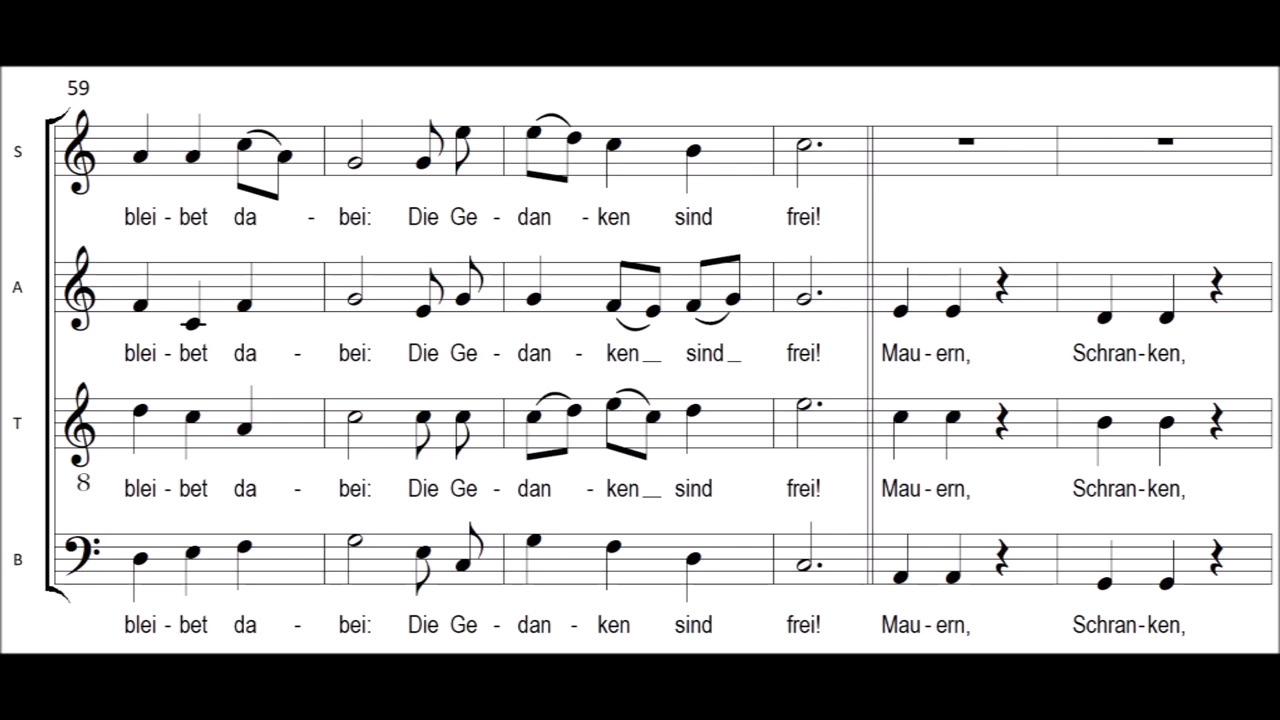 59
S
blei - bet da - bei: Die Ge - dan - ken sind frei!
A
blei - bet da - bei: Die Ge - dan - ken_ sind_ frei! Mau - ern, Schran - ken,
T
8
blei - bet da - bei: Die Ge - dan - ken_ sind frei! Mau - ern, Schran - ken,
B
blei - bet da - bei: Die Ge - dan - ken sind frei! Mau - ern, Schran - ken,